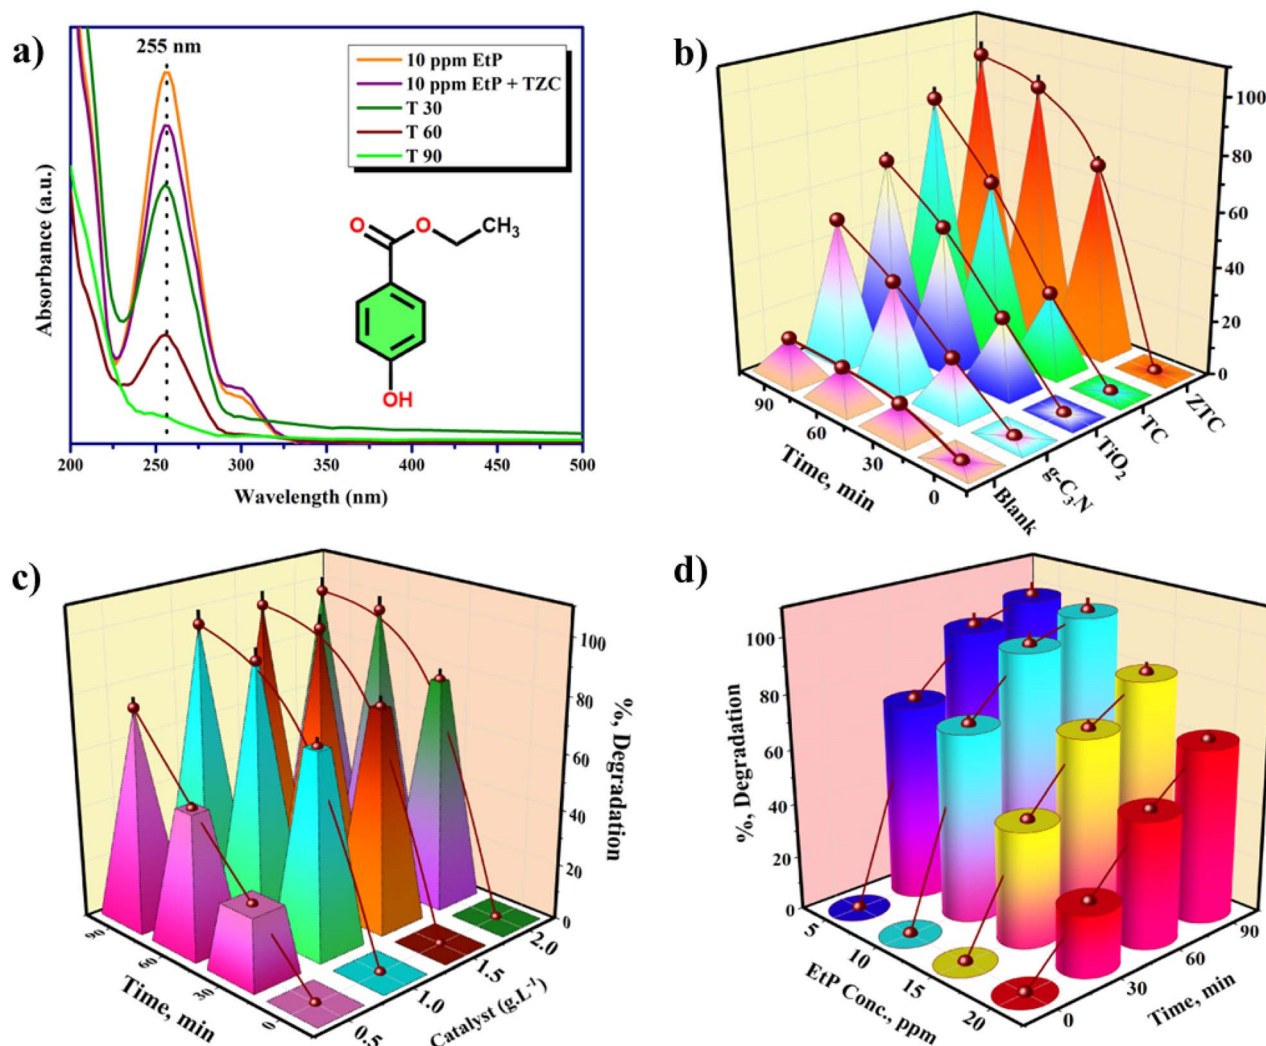 a)
255 nm
10 ppm EtP
10 ppm EtP + TZC
T 30
T 60
T 90
O
O
CH₃
OH
Absorbance (a.u.)
200 250 300 350 400 450 500
Wavelength (nm)
b)
100
80
60
40
20
0
90
60
30
0
Time, min
Blank
g-C₃N
TiO₂
TC
ZTC
c)
100
80
60
40
20
0
%, Degradation
90
60
30
0
Time, min
0.5
1.0
1.5
2.0
Catalyst (g.L⁻¹)
d)
100
80
60
40
20
0
%, Degradation
5
10
15
20
EtP Conc., ppm
0
30
60
90
Time, min